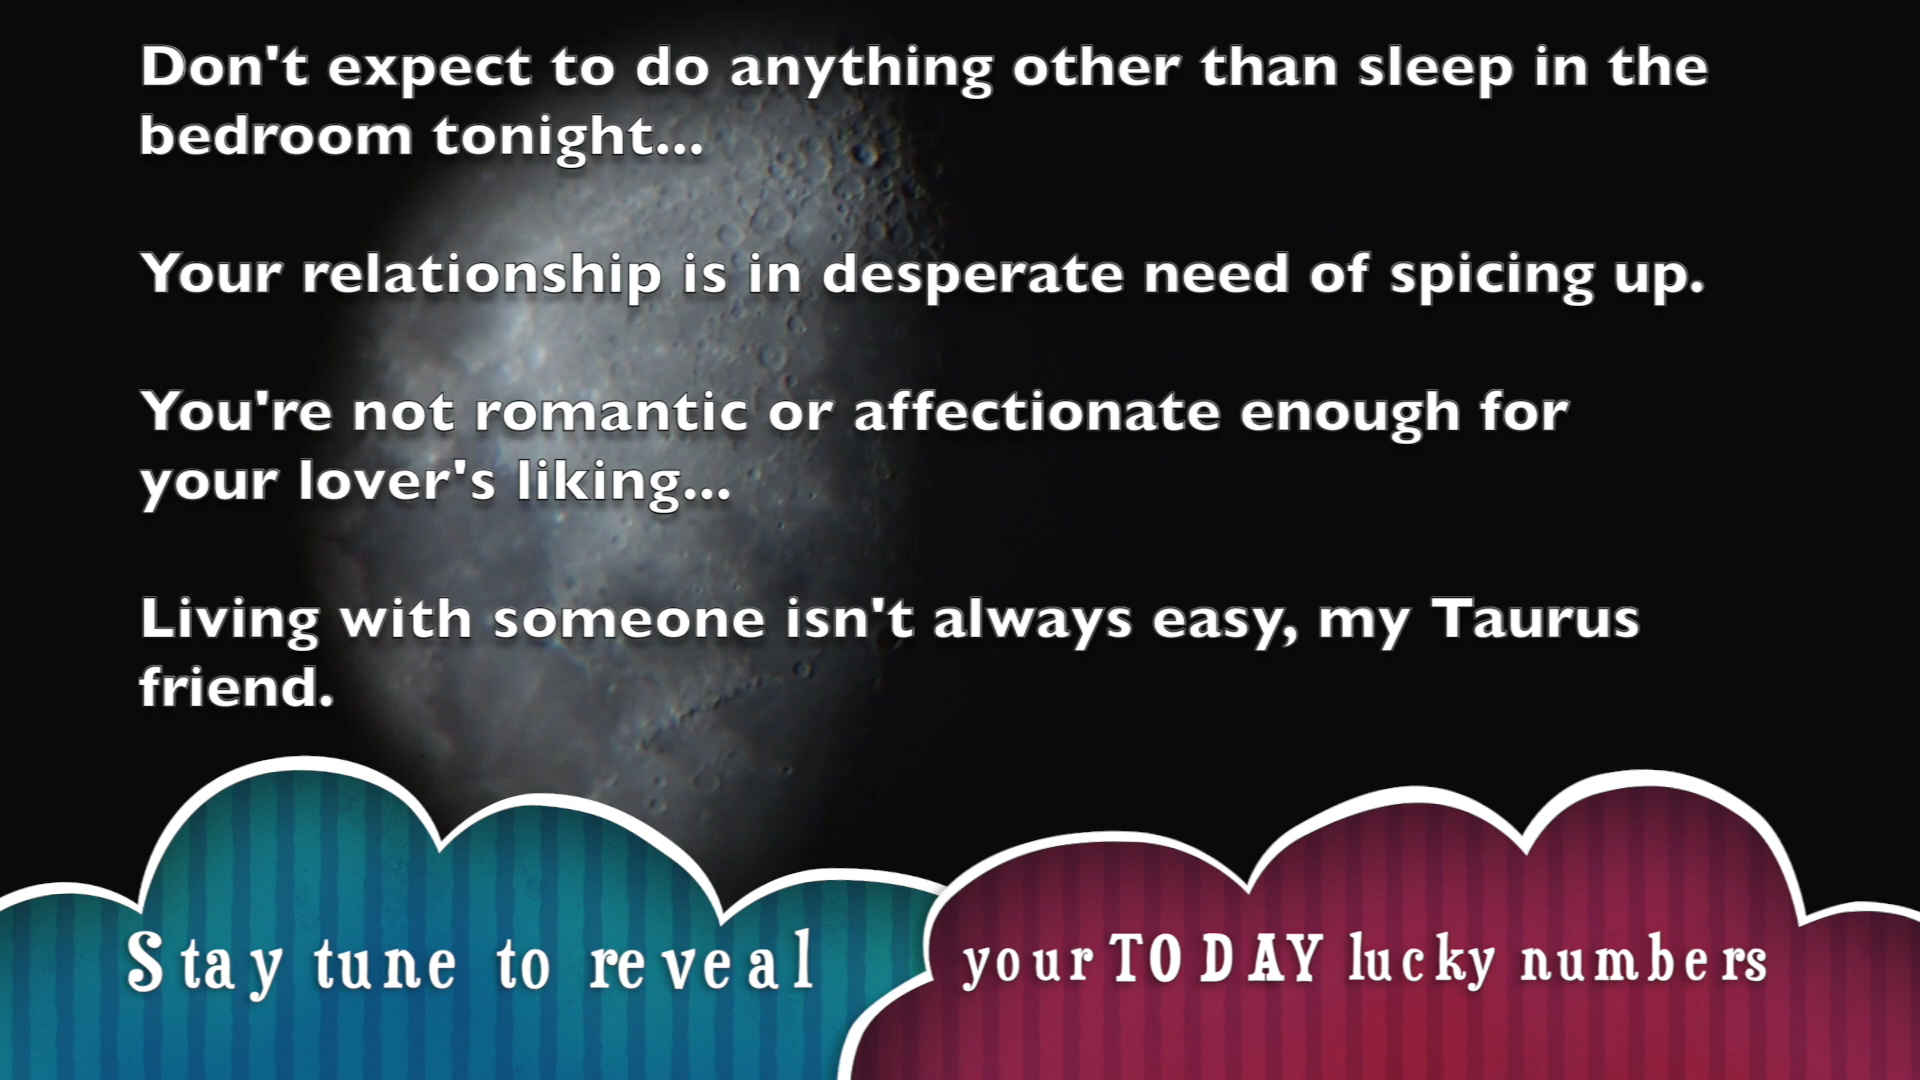 Don't expect to do anything other than sleep in the
bedroom tonight...
Your relationship is in desperate need of spicing up.
You're not romantic or affectionate enough for
your lover's liking...
Living with someone isn't always easy, my Taurus
friend.
Stay tune to reveal your TODAY lucky numbers